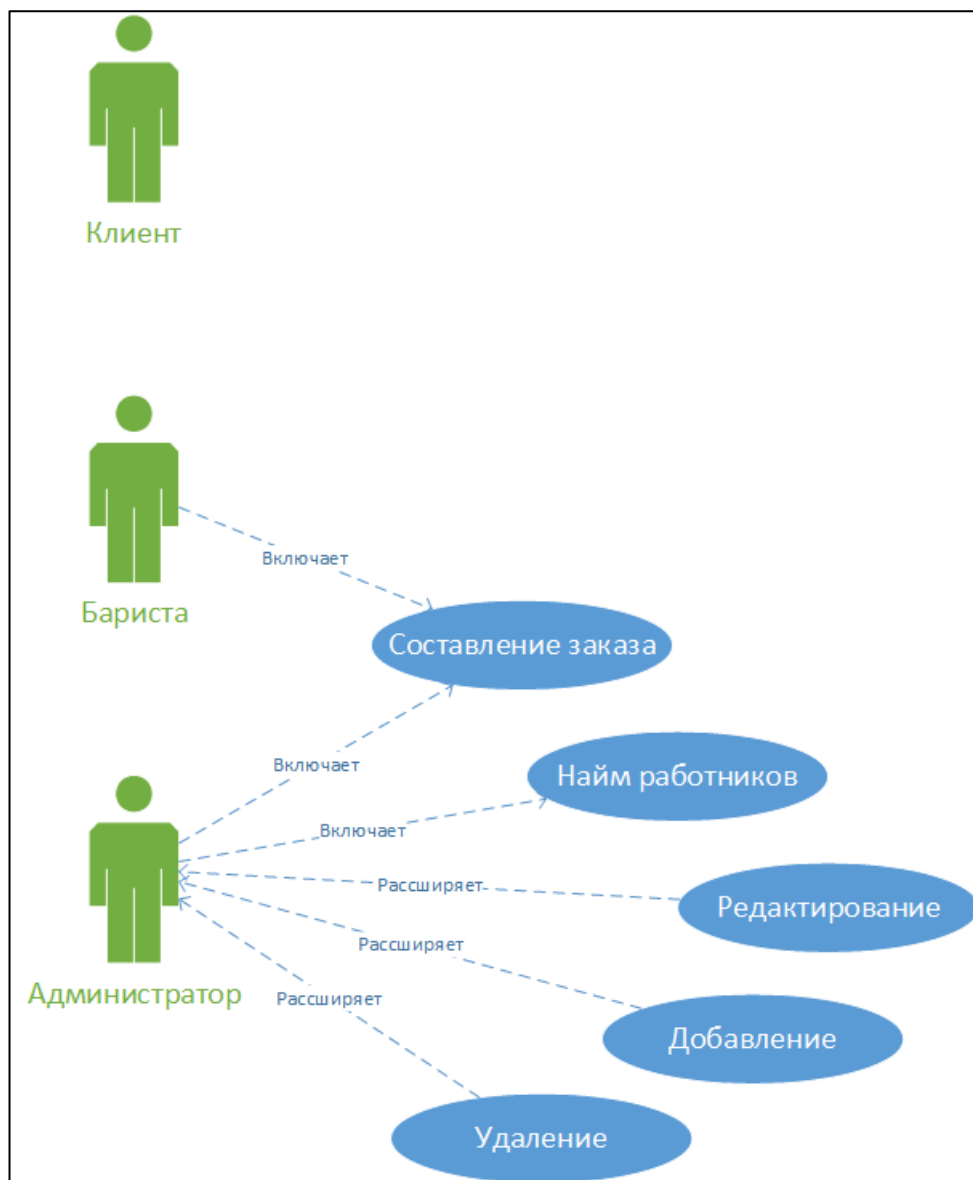 Клиент
Включает
Бариста
Составление заказа
Включает
Найм работников
Включает
Рассширяет
Редактирование
Рассширяет
Администратор
Рассширяет
Добавление
Удаление